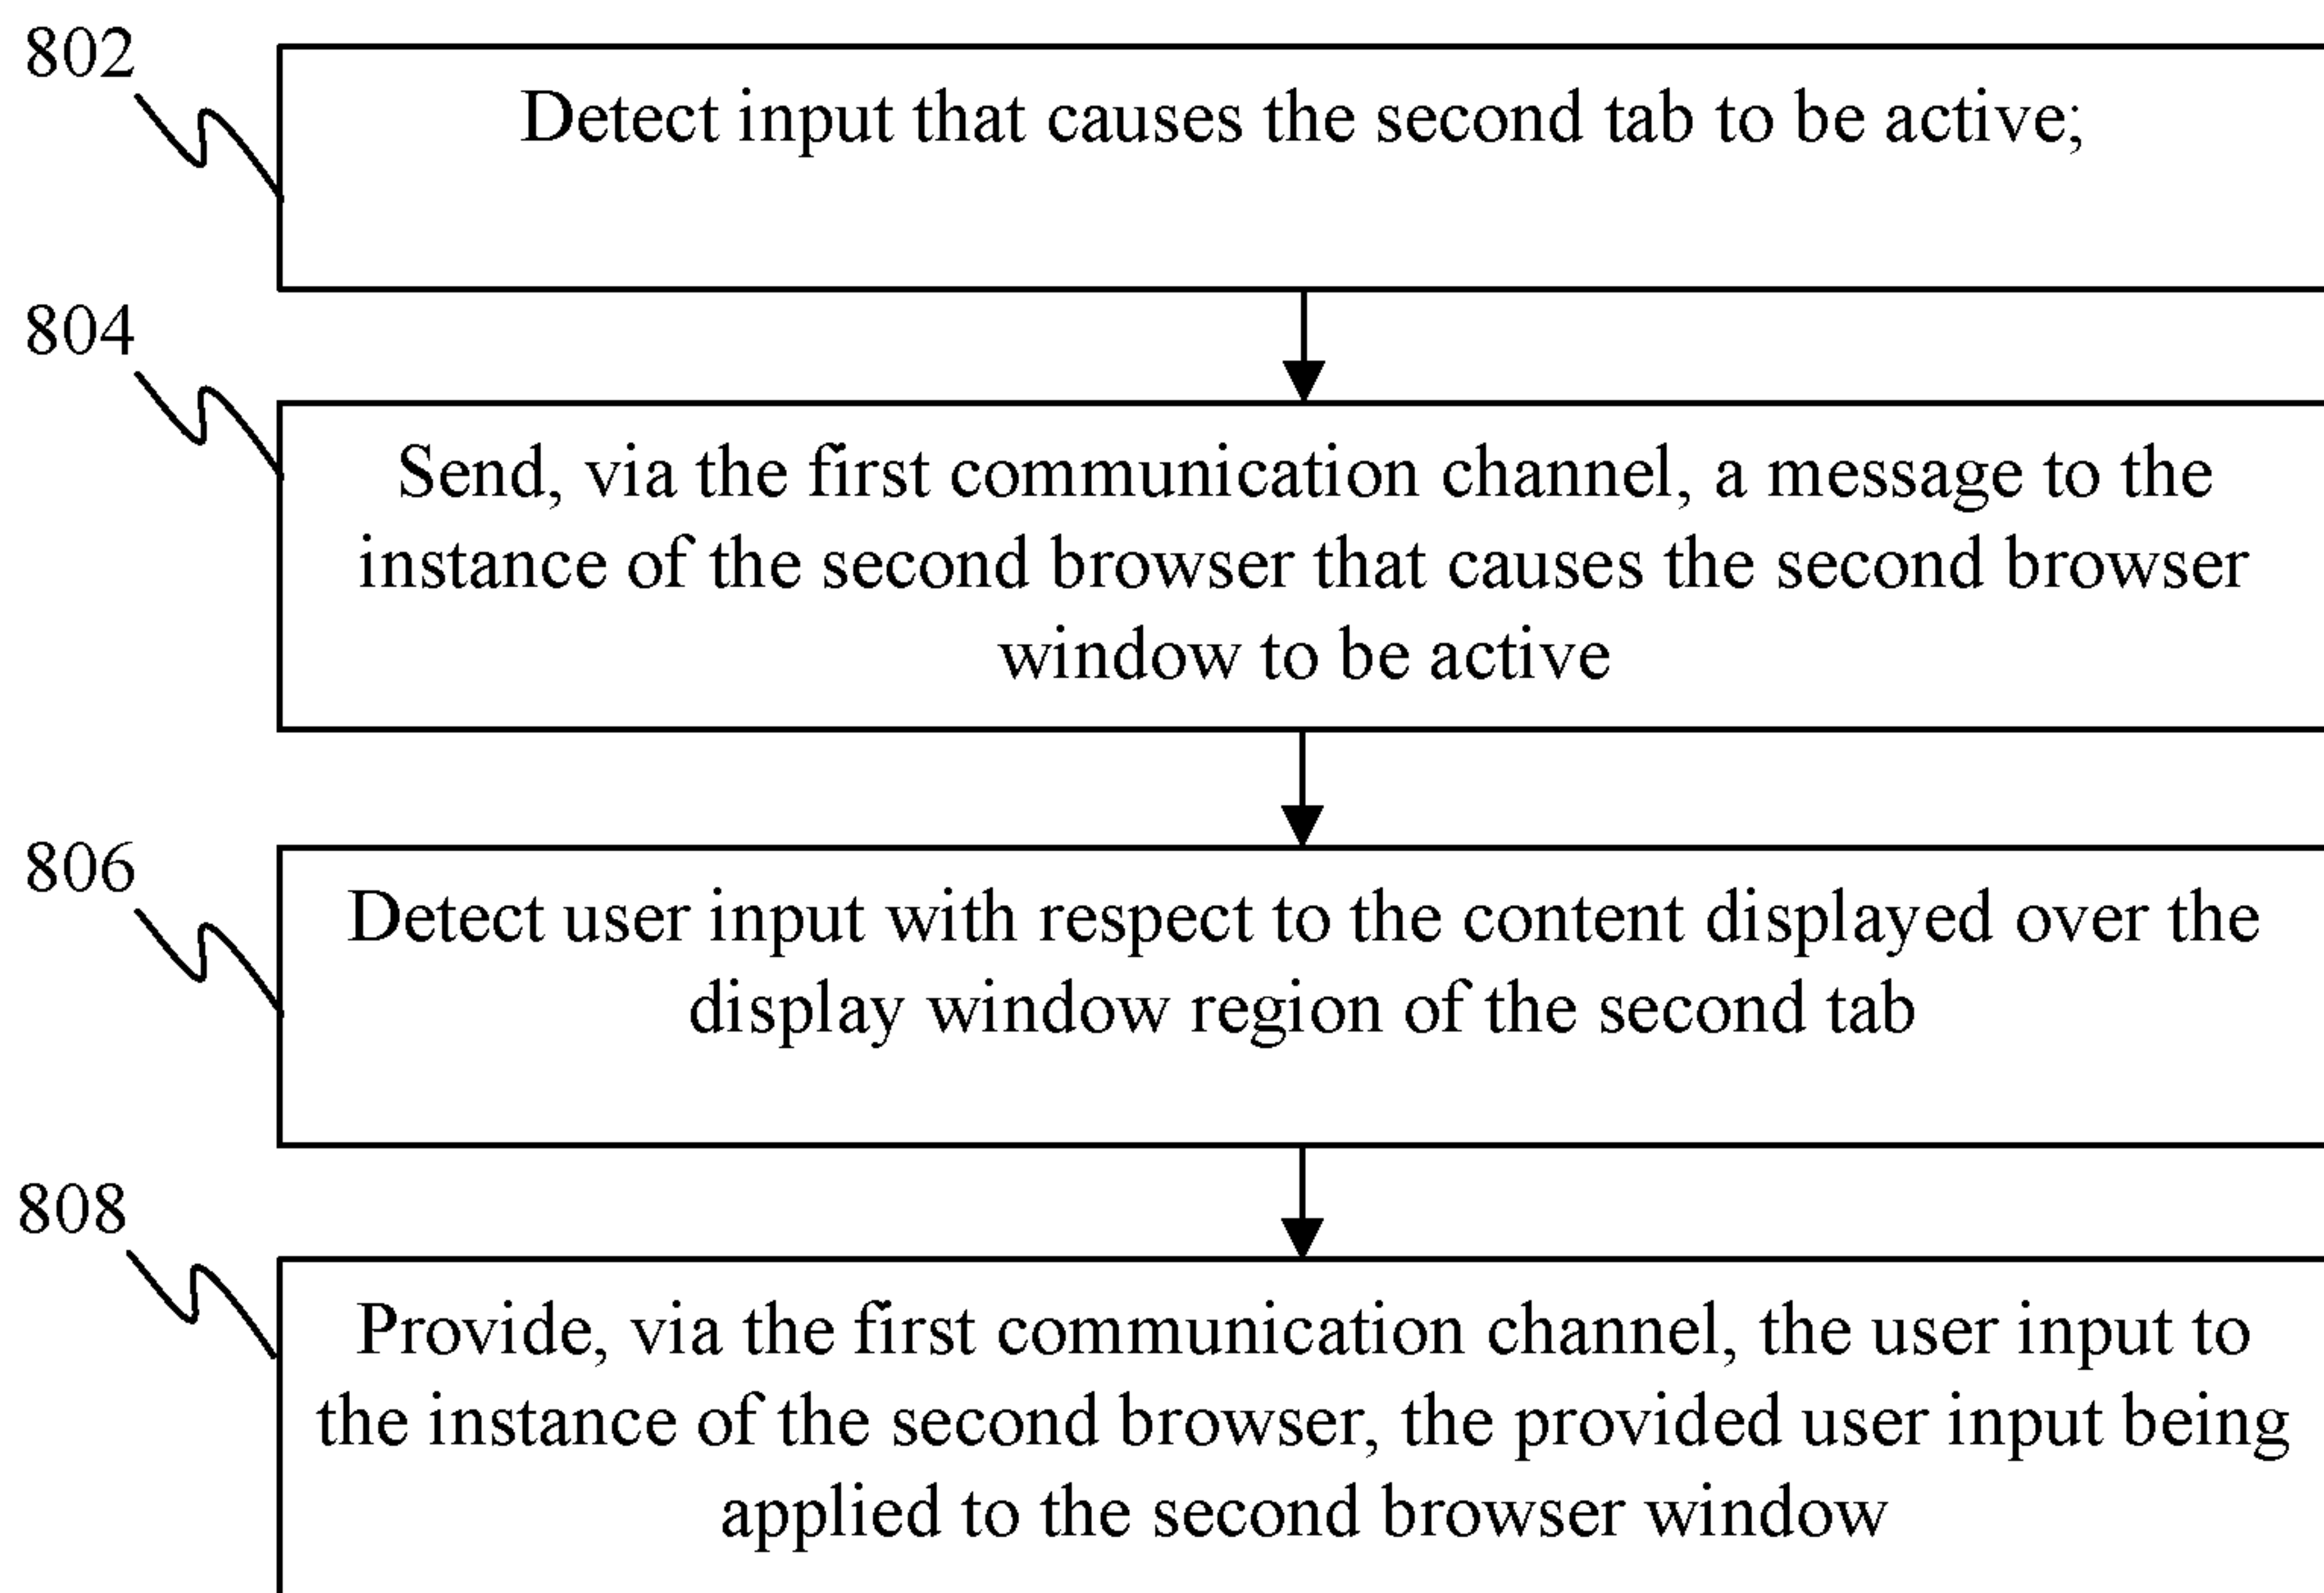 802
Detect input that causes the second tab to be active;
804
Send, via the first communication channel, a message to the
instance of the second browser that causes the second browser
window to be active
806
Detect user input with respect to the content displayed over the
display window region of the second tab
808
Provide, via the first communication channel, the user input to
the instance of the second browser, the provided user input being
applied to the second browser window